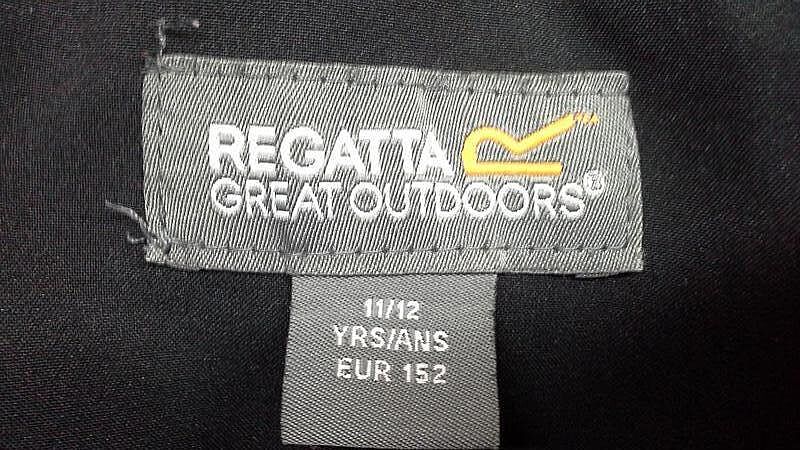 REGATTA
GREAT OUTDOORS®
11/12
YRS/ANS
EUR 152